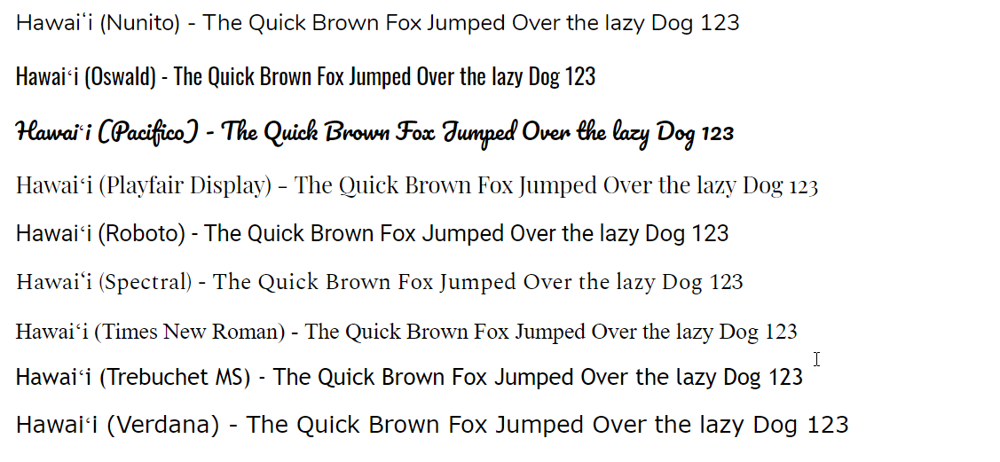 Hawaiʻi (Nunito) - The Quick Brown Fox Jumped Over the lazy Dog 123
Hawaiʻi (Oswald) - The Quick Brown Fox Jumped Over the lazy Dog 123
Hawaiʻi (Pacifico) - The Quick Brown Fox Jumped Over the lazy Dog 123
Hawaiʻi (Playfair Display) - The Quick Brown Fox Jumped Over the lazy Dog 123
Hawaiʻi (Roboto) - The Quick Brown Fox Jumped Over the lazy Dog 123
Hawaiʻi (Spectral) - The Quick Brown Fox Jumped Over the lazy Dog 123
Hawaiʻi (Times New Roman) - The Quick Brown Fox Jumped Over the lazy Dog 123
Hawaiʻi (Trebuchet MS) - The Quick Brown Fox Jumped Over the lazy Dog 123
Hawaiʻi (Verdana) - The Quick Brown Fox Jumped Over the lazy Dog 123